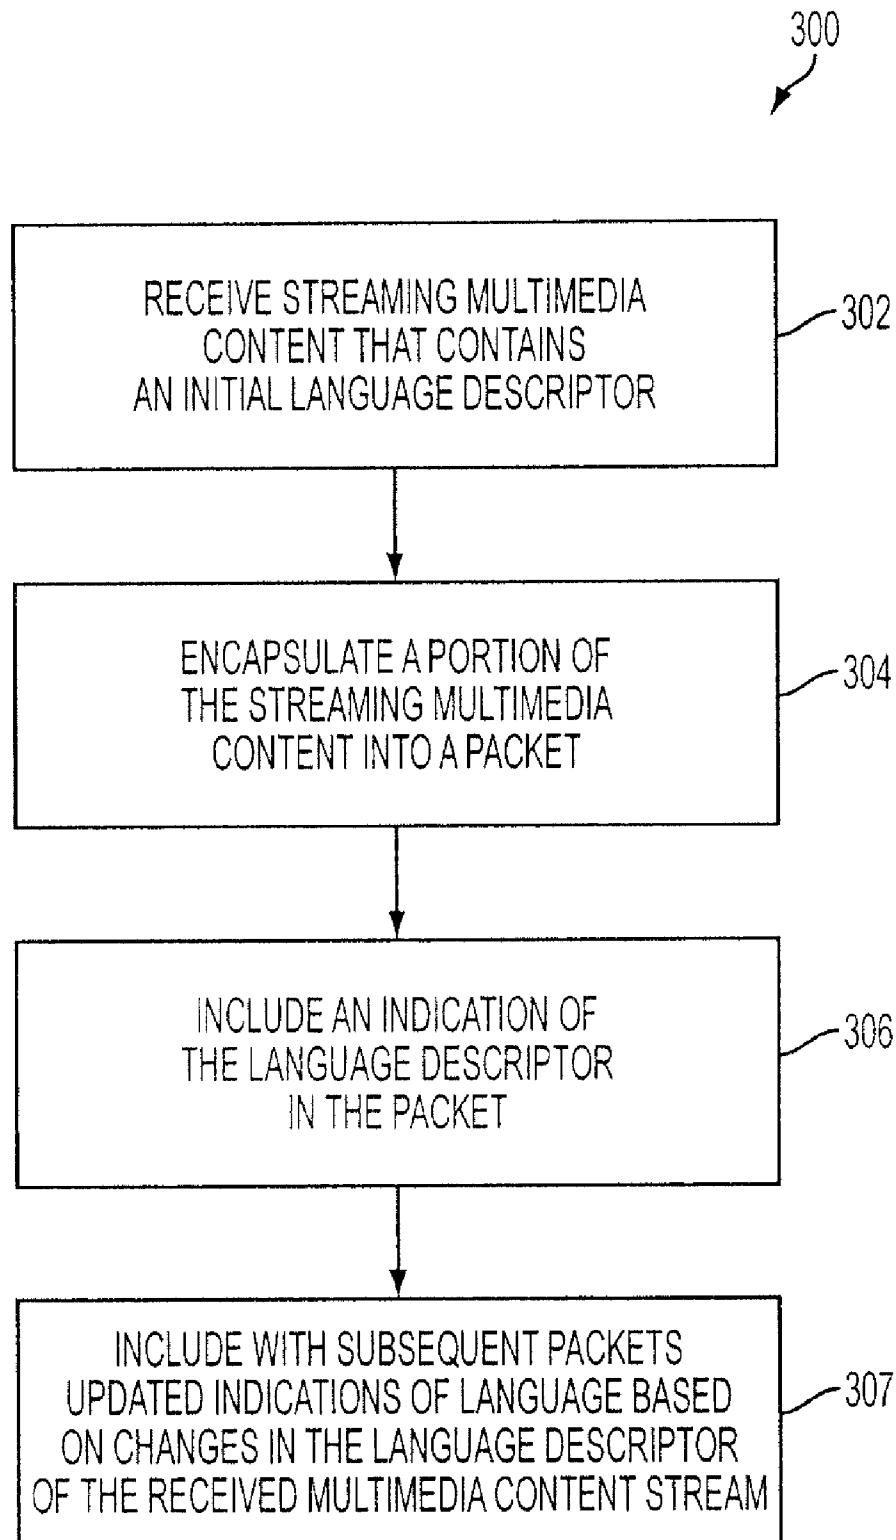 300
RECEIVE STREAMING MULTIMEDIA
CONTENT THAT CONTAINS
AN INITIAL LANGUAGE DESCRIPTOR
302
ENCAPSULATE A PORTION OF
THE STREAMING MULTIMEDIA
CONTENT INTO A PACKET
304
INCLUDE AN INDICATION OF
THE LANGUAGE DESCRIPTOR
IN THE PACKET
306
INCLUDE WITH SUBSEQUENT PACKETS
UPDATED INDICATIONS OF LANGUAGE BASED
ON CHANGES IN THE LANGUAGE DESCRIPTOR
OF THE RECEIVED MULTIMEDIA CONTENT STREAM
307